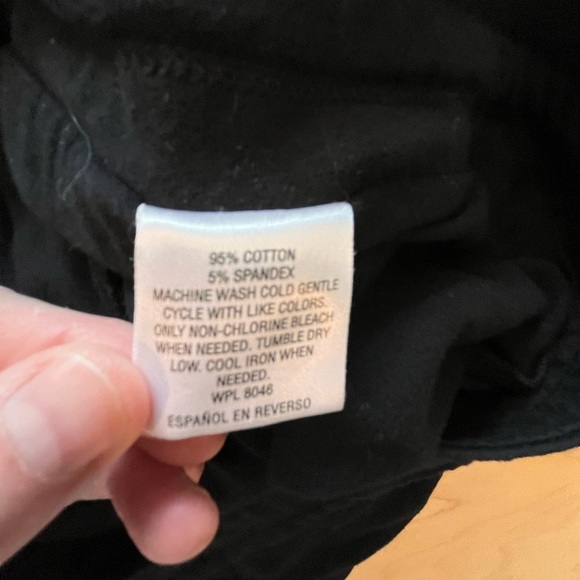 95% COTTON
5% SPANDEX
MACHINE WASH COLD GENTLE
CYCLE WITH LIKE COLORS.
ONLY NON-CHLORINE BLEACH
WHEN NEEDED. TUMBLE DRY
LOW. COOL IRON WHEN
NEEDED.
WPL 8046
ESPAÑOL EN REVERSO